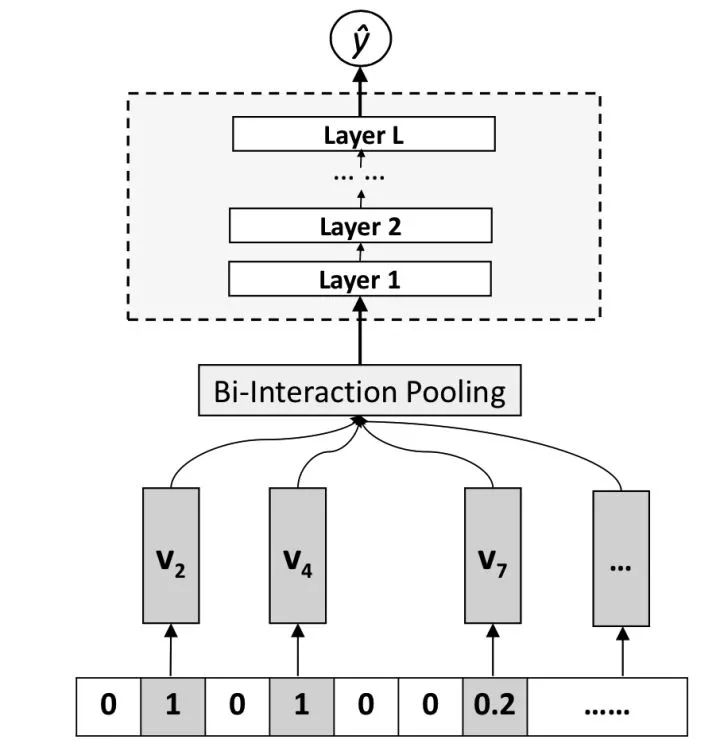 ŷ
Layer L
... ...
Layer 2
Layer 1
Bi-Interaction Pooling
v2 v4 v7 ...
0 1 0 1 0 0 0.2 ......